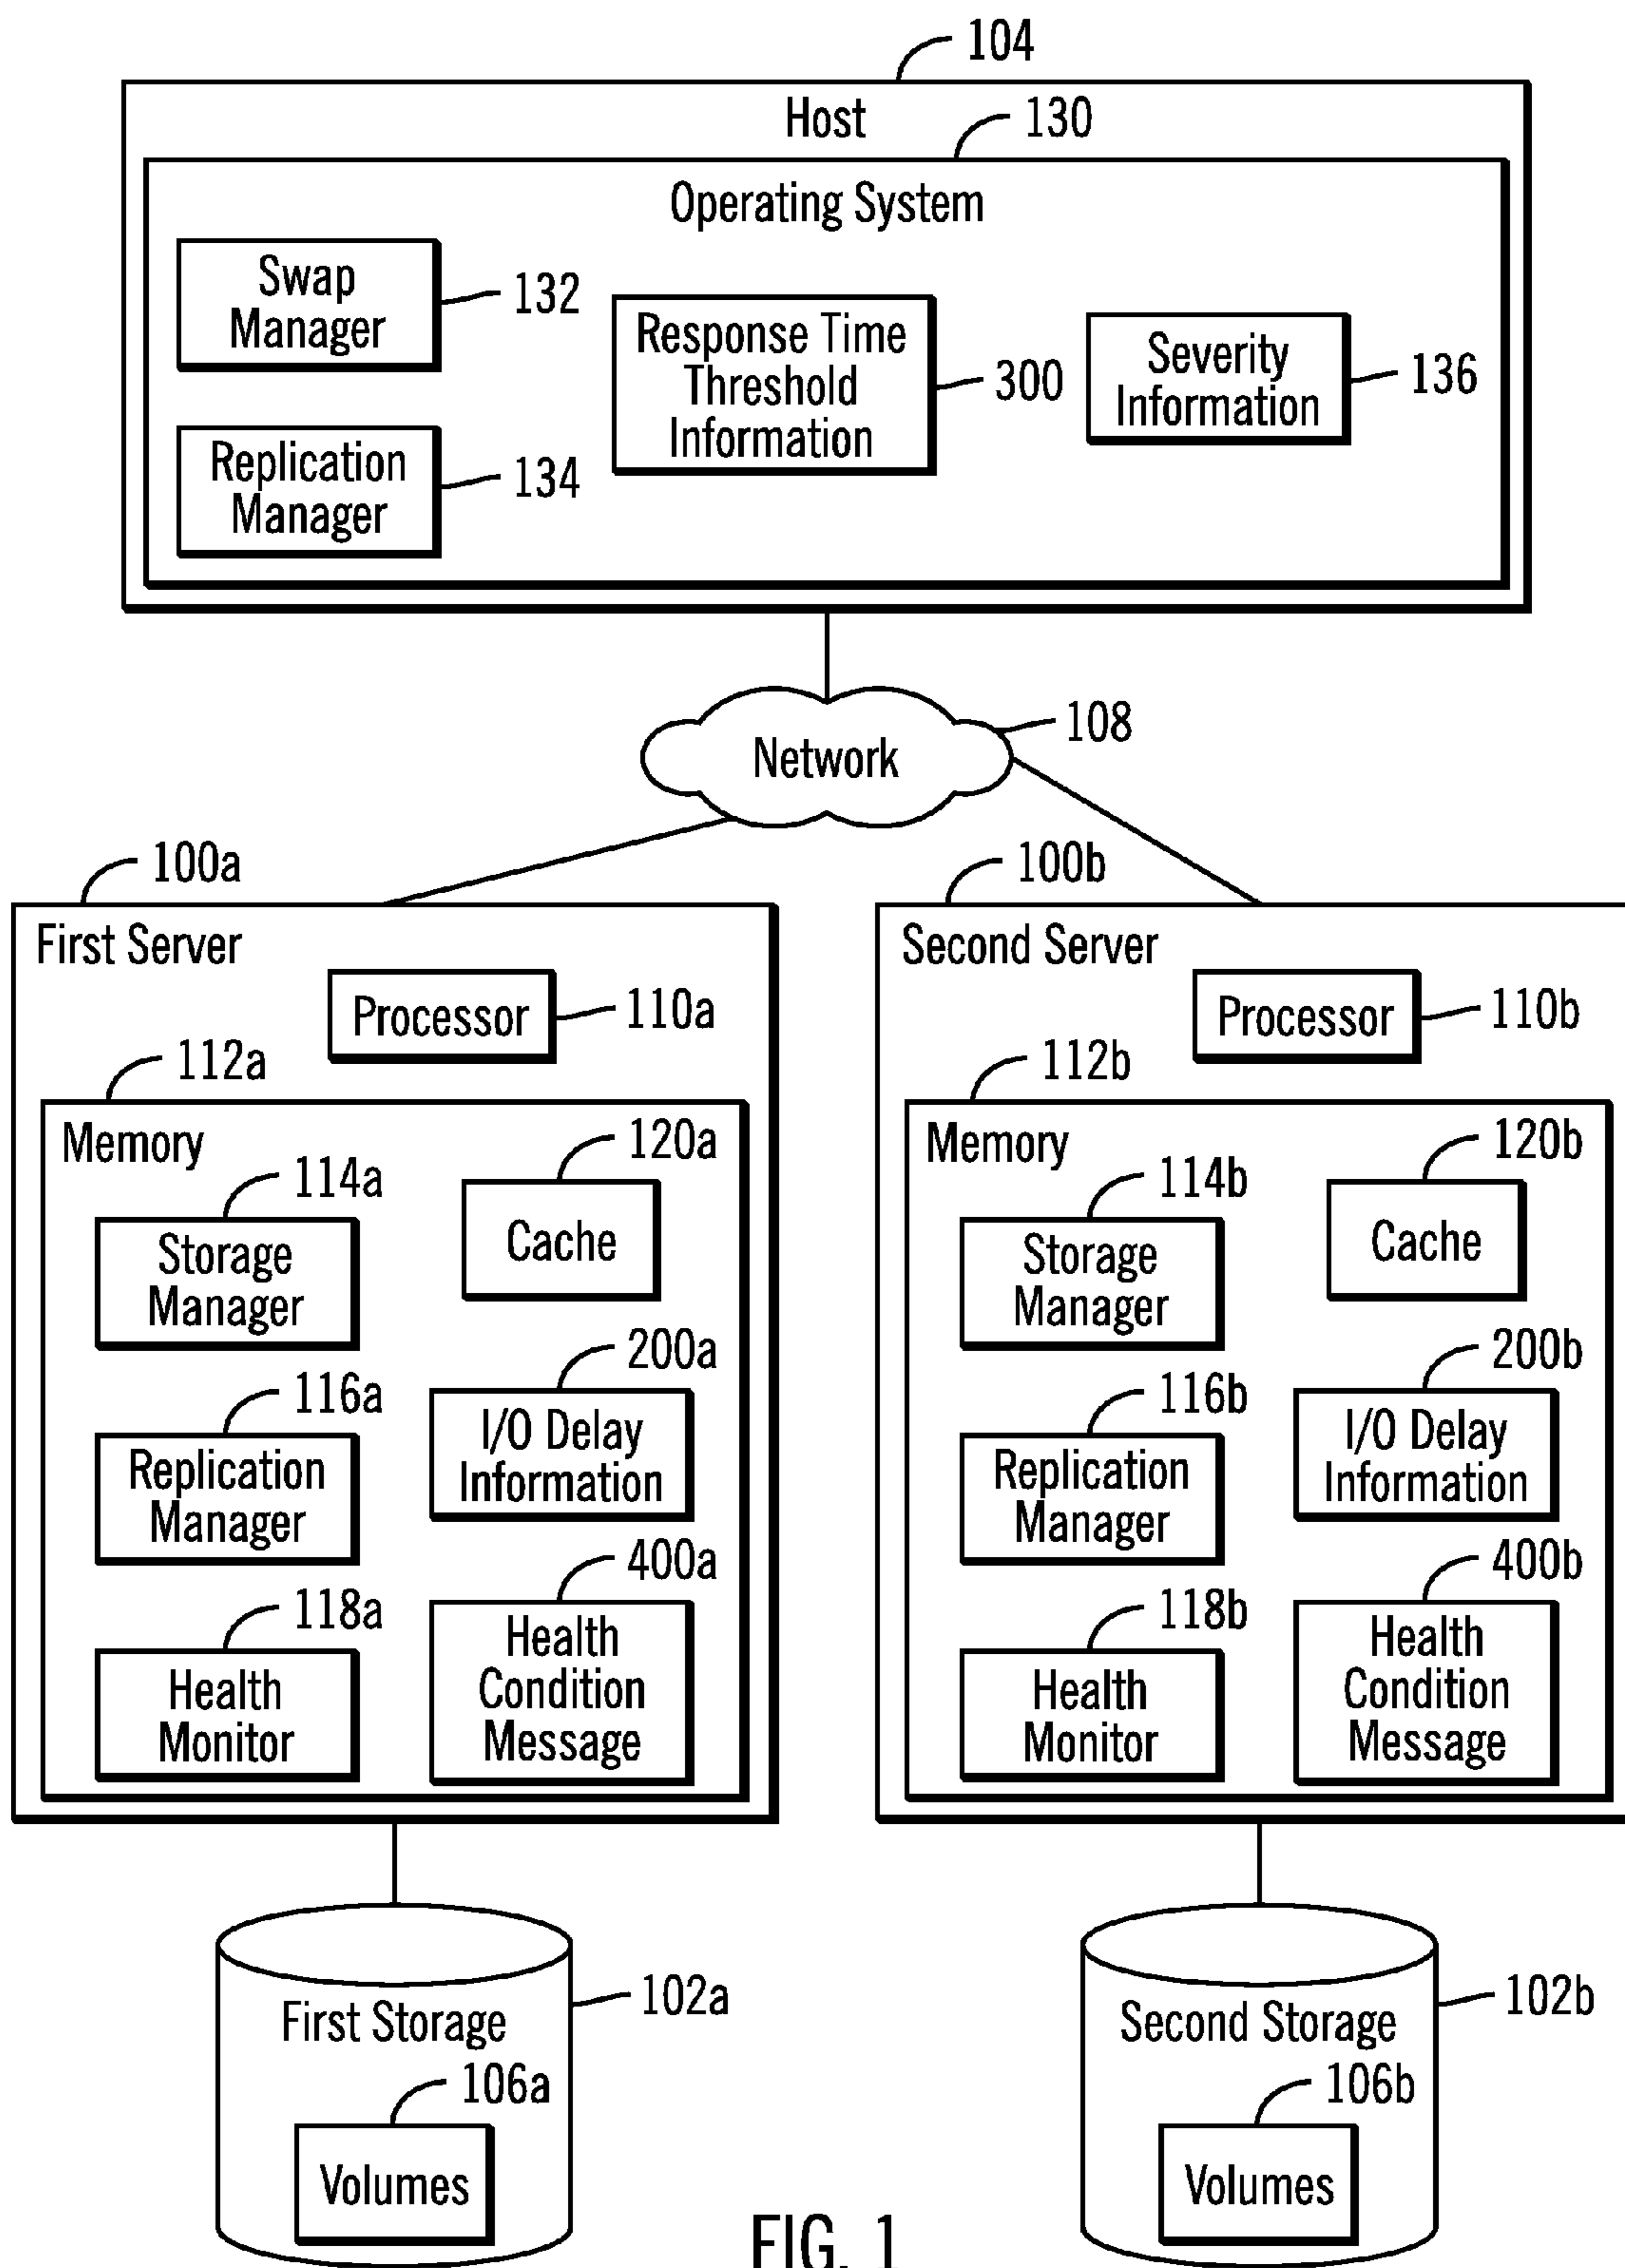 104
Host
130
Operating System
Swap
Manager
132
Response Time
Threshold
Information
300
Severity
Information
136
Replication
Manager
134
Network
108
100a
First Server
Processor
110a
112a
Memory
120a
Cache
114a
Storage
Manager
200a
I/O Delay
Information
116a
Replication
Manager
400a
Health
Condition
Message
118a
Health
Monitor
100b
Second Server
Processor
110b
112b
Memory
120b
Cache
114b
Storage
Manager
200b
I/O Delay
Information
116b
Replication
Manager
400b
Health
Condition
Message
118b
Health
Monitor
First Storage
102a
106a
Volumes
Second Storage
102b
106b
Volumes
FIG. 1